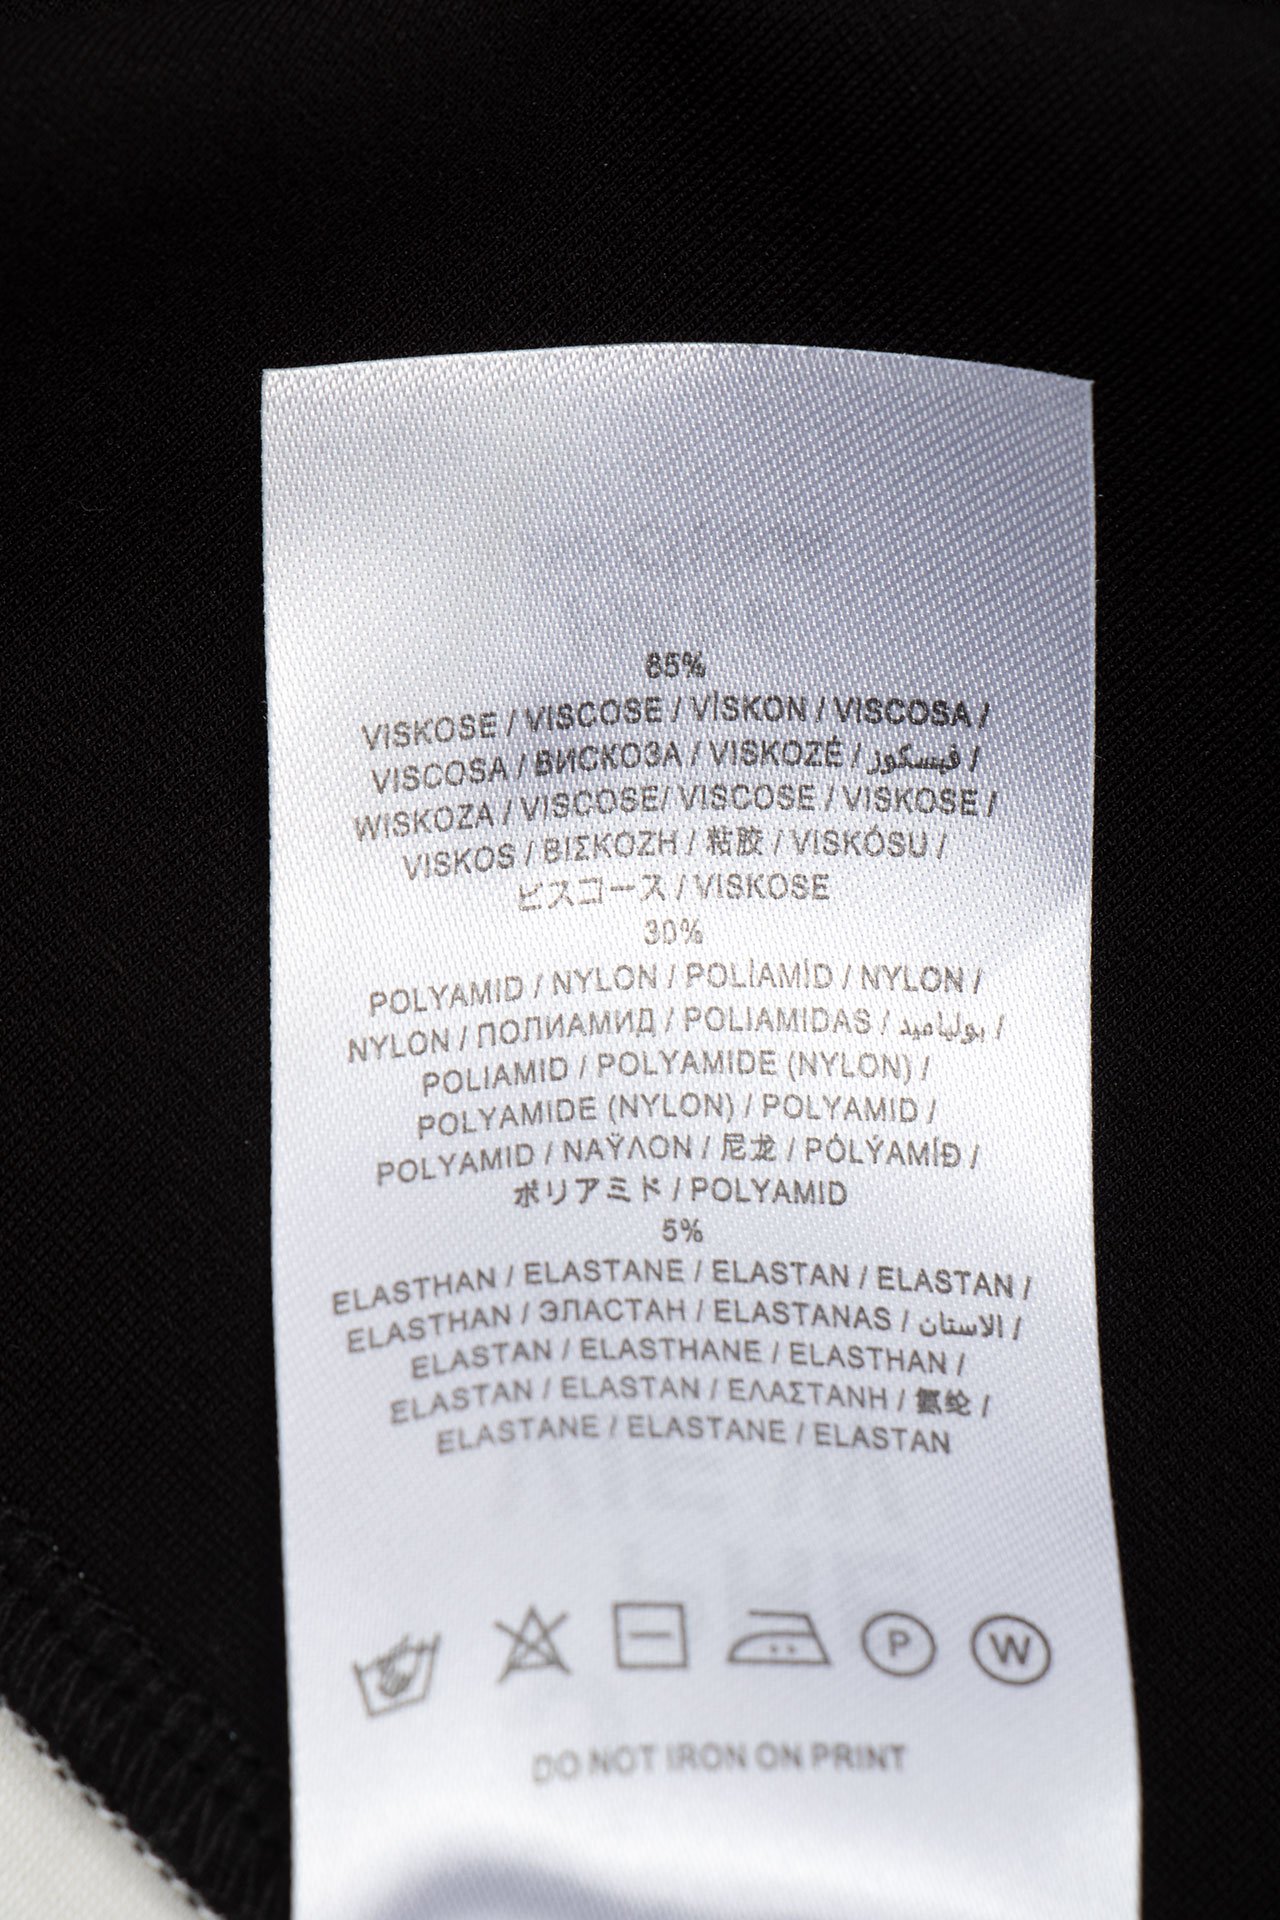 65%
VISKOSE / VISCOSE / VİSKON / VISCOSA /
VISCOSA / ВИСКОЗА / VISKOZÉ / فيسكوز /
WISKOZA / VISCOSE/ VISCOSE / VISKOSE /
VISKOS / ΒΙΣΚΟΖΗ / 粘胶 / VISKÓSU /
ビスコース / VISKOSE
30%
POLYAMID / NYLON / POLİAMİD / NYLON /
NYLON / ПОЛИАМИД / POLIAMIDAS / بولياميد /
POLIAMID / POLYAMIDE (NYLON) /
POLYAMIDE (NYLON) / POLYAMID /
POLYAMID / ΝΑΫΛΟΝ / 尼龙 / PÓLÝAMÍÐ /
ポリアミド / POLYAMID
5%
ELASTHAN / ELASTANE / ELASTAN / ELASTAN /
ELASTHAN / ЭЛАСТАН / ELASTANAS / الاستان /
ELASTAN / ELASTHANE / ELASTHAN /
ELASTAN / ELASTAN / ΕΛΑΣΤΑΝΗ / 氨纶 /
ELASTANE / ELASTANE / ELASTAN
P W
DO NOT IRON ON PRINT